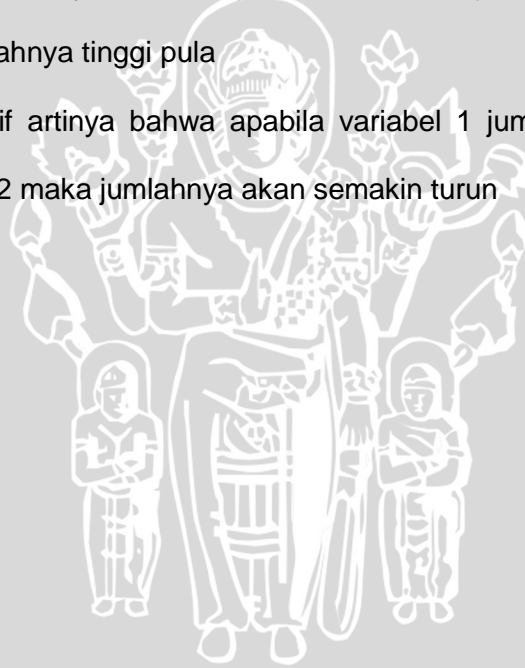 ahnya tinggi pula
if artinya bahwa apabila variabel 1 jum
2 maka jumlahnya akan semakin turun